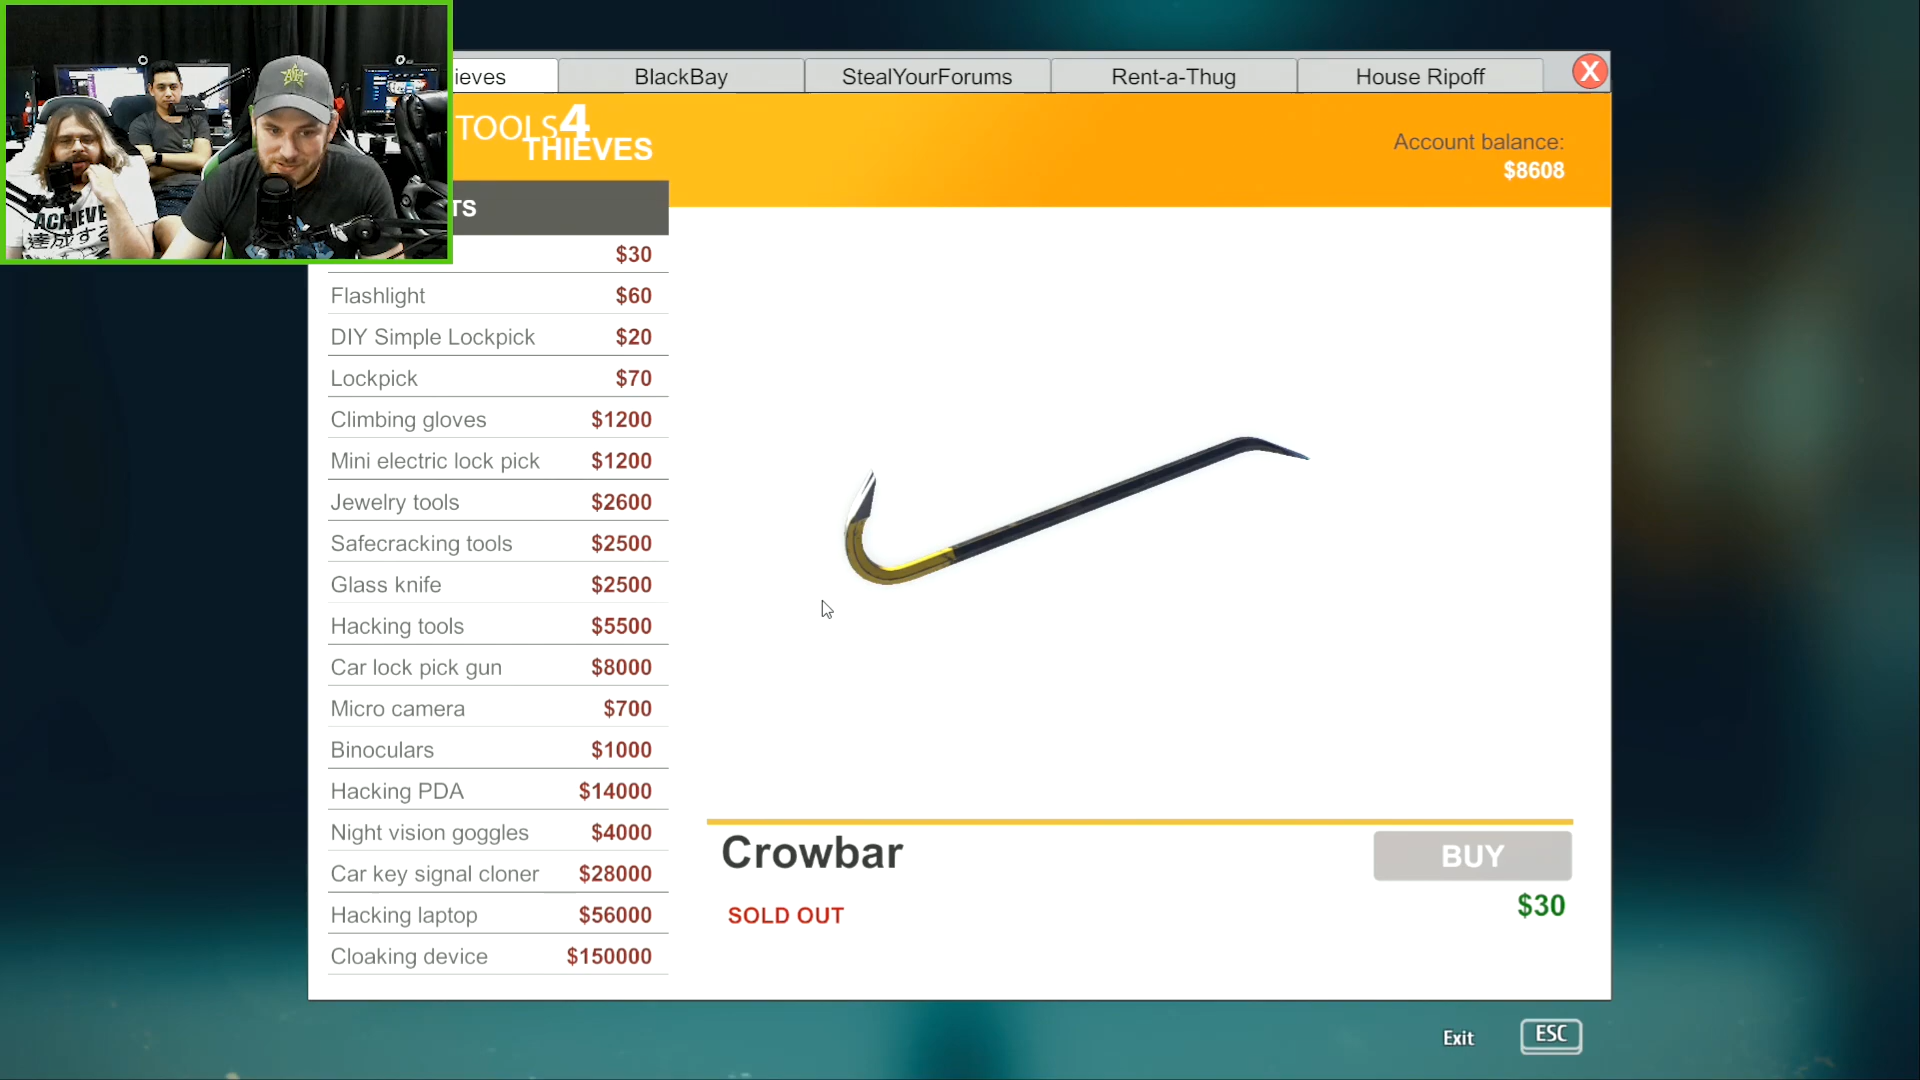 ieves BlackBay StealYourForums Rent-a-Thug House Ripoff X
TOOLS4
THIEVES
Account balance:
$8608
TS
$30
Flashlight $60
DIY Simple Lockpick $20
Lockpick $70
Climbing gloves $1200
Mini electric lock pick $1200
Jewelry tools $2600
Safecracking tools $2500
Glass knife $2500
Hacking tools $5500
Car lock pick gun $8000
Micro camera $700
Binoculars $1000
Hacking PDA $14000
Night vision goggles $4000
Car key signal cloner $28000
Hacking laptop $56000
Cloaking device $150000
Crowbar
BUY
$30
SOLD OUT
Exit ESC
ACHIEVE
達成する